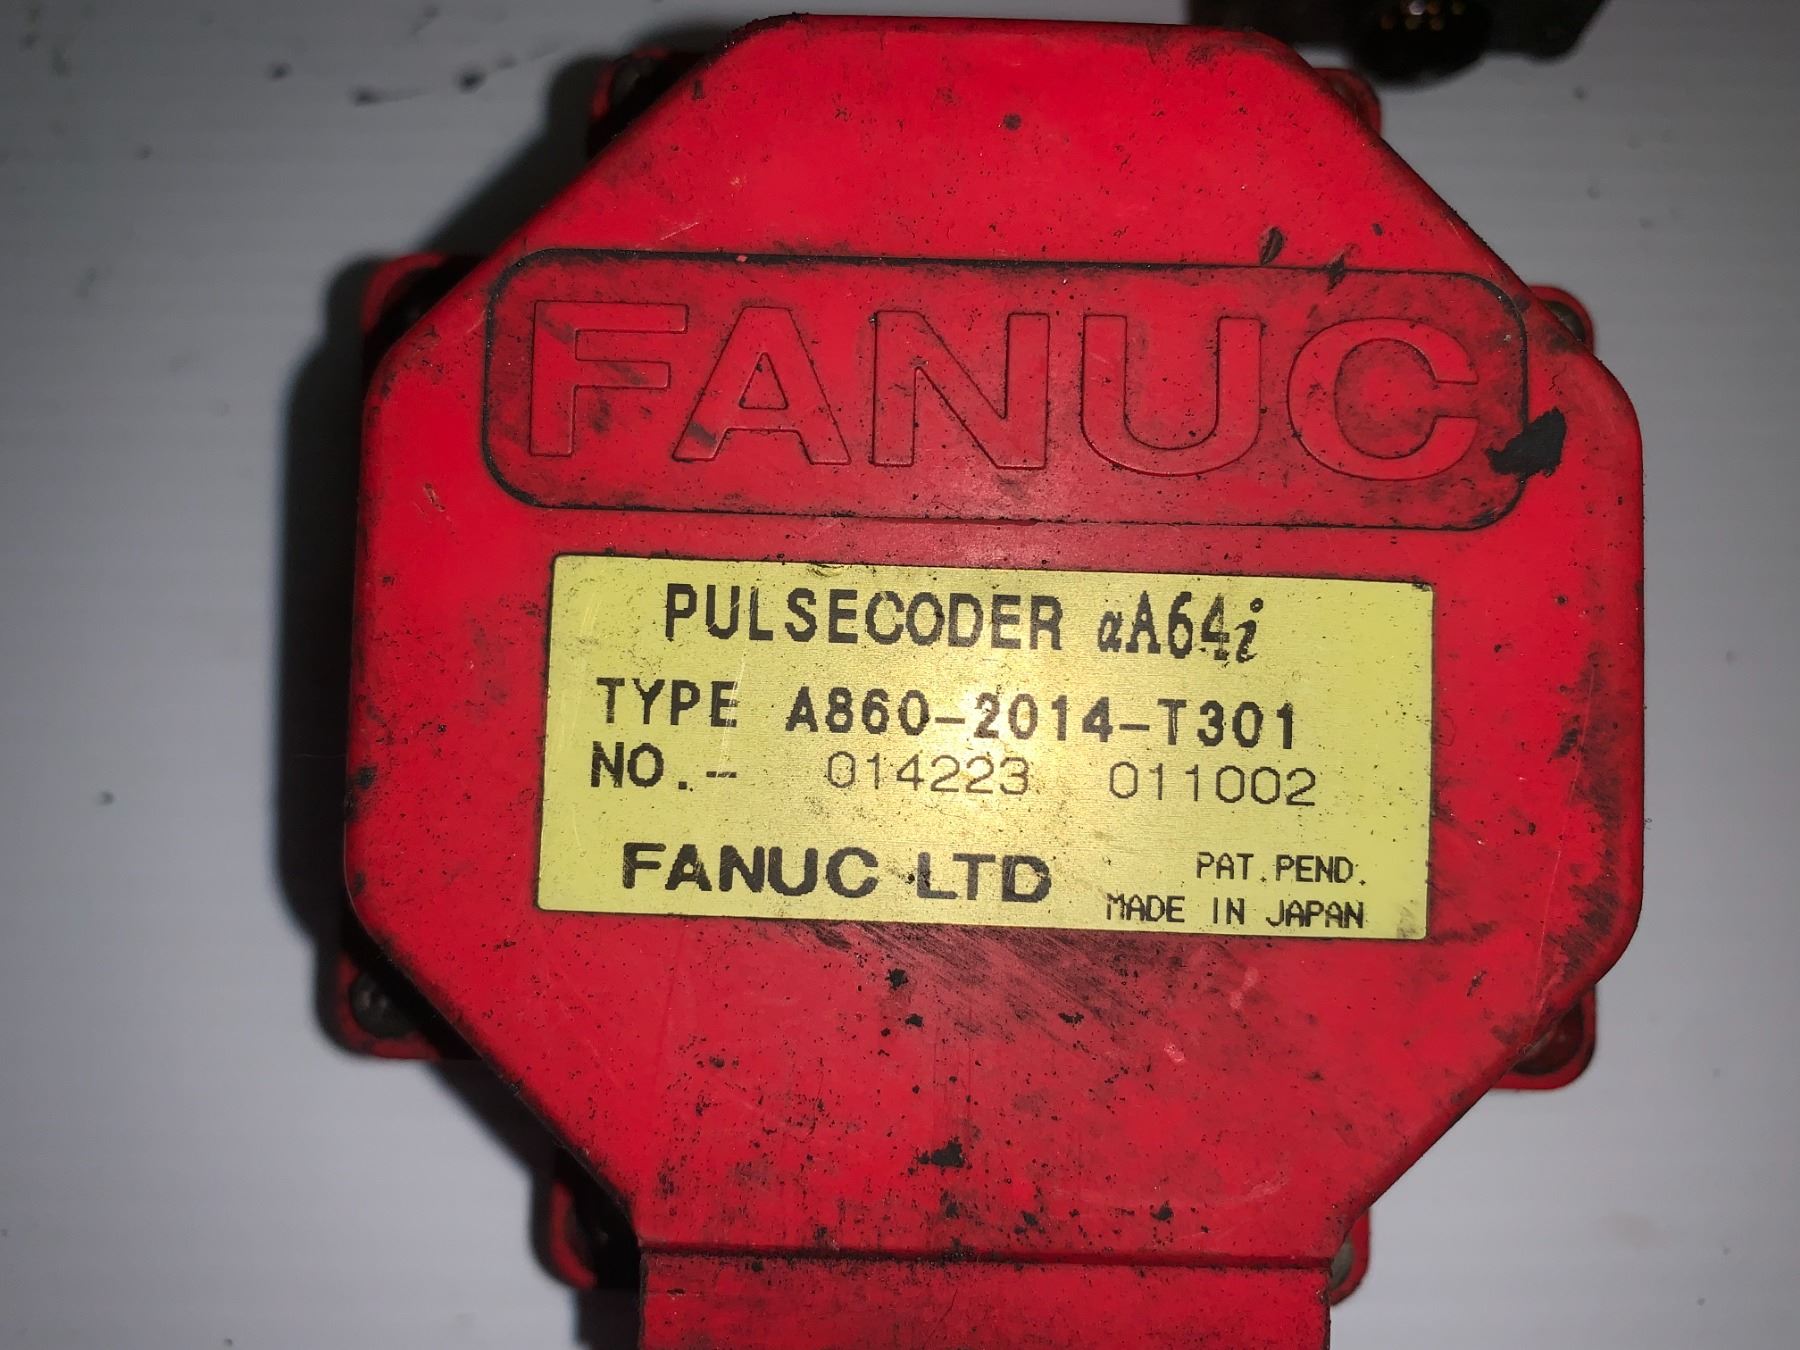 FANUC
PULSECODER αA64i
TYPE A860-2014-T301
NO.- 014223 011002
FANUC LTD
PAT.PEND.
MADE IN JAPAN